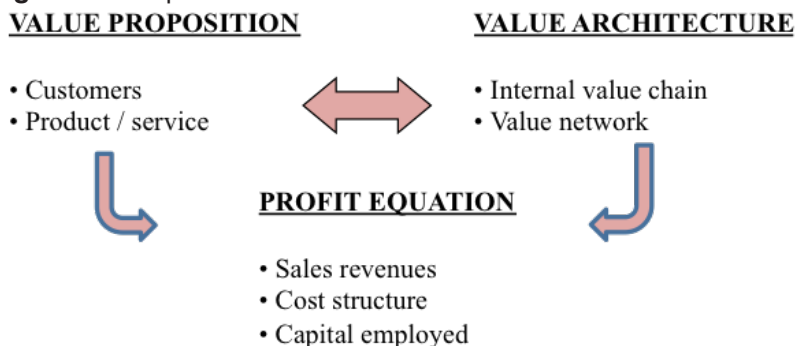 VALUE PROPOSITION
VALUE ARCHITECTURE
• Customers
• Product / service
• Internal value chain
• Value network
PROFIT EQUATION
• Sales revenues
• Cost structure
• Capital employed